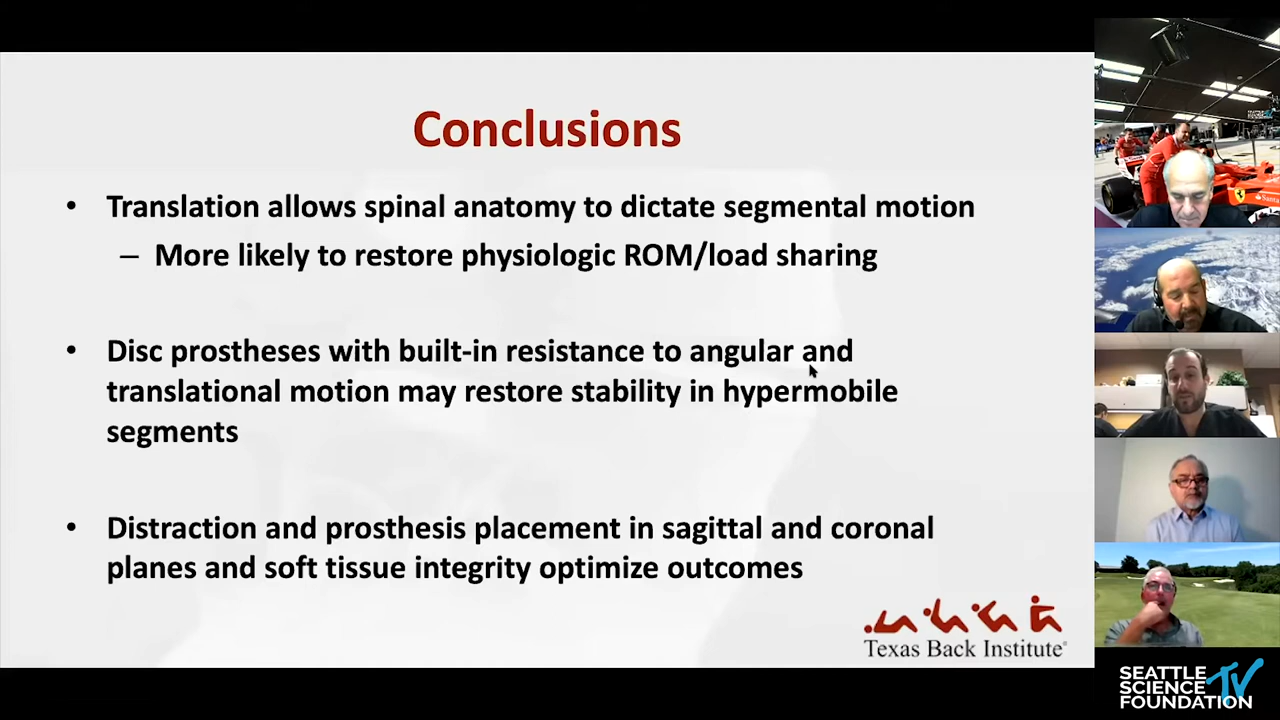 Conclusions
• Translation allows spinal anatomy to dictate segmental motion
– More likely to restore physiologic ROM/load sharing
• Disc prostheses with built-in resistance to angular and
translational motion may restore stability in hypermobile
segments
• Distraction and prosthesis placement in sagittal and coronal
planes and soft tissue integrity optimize outcomes
Texas Back Institute®
SEATTLE
SCIENCE
FOUNDATION
TV